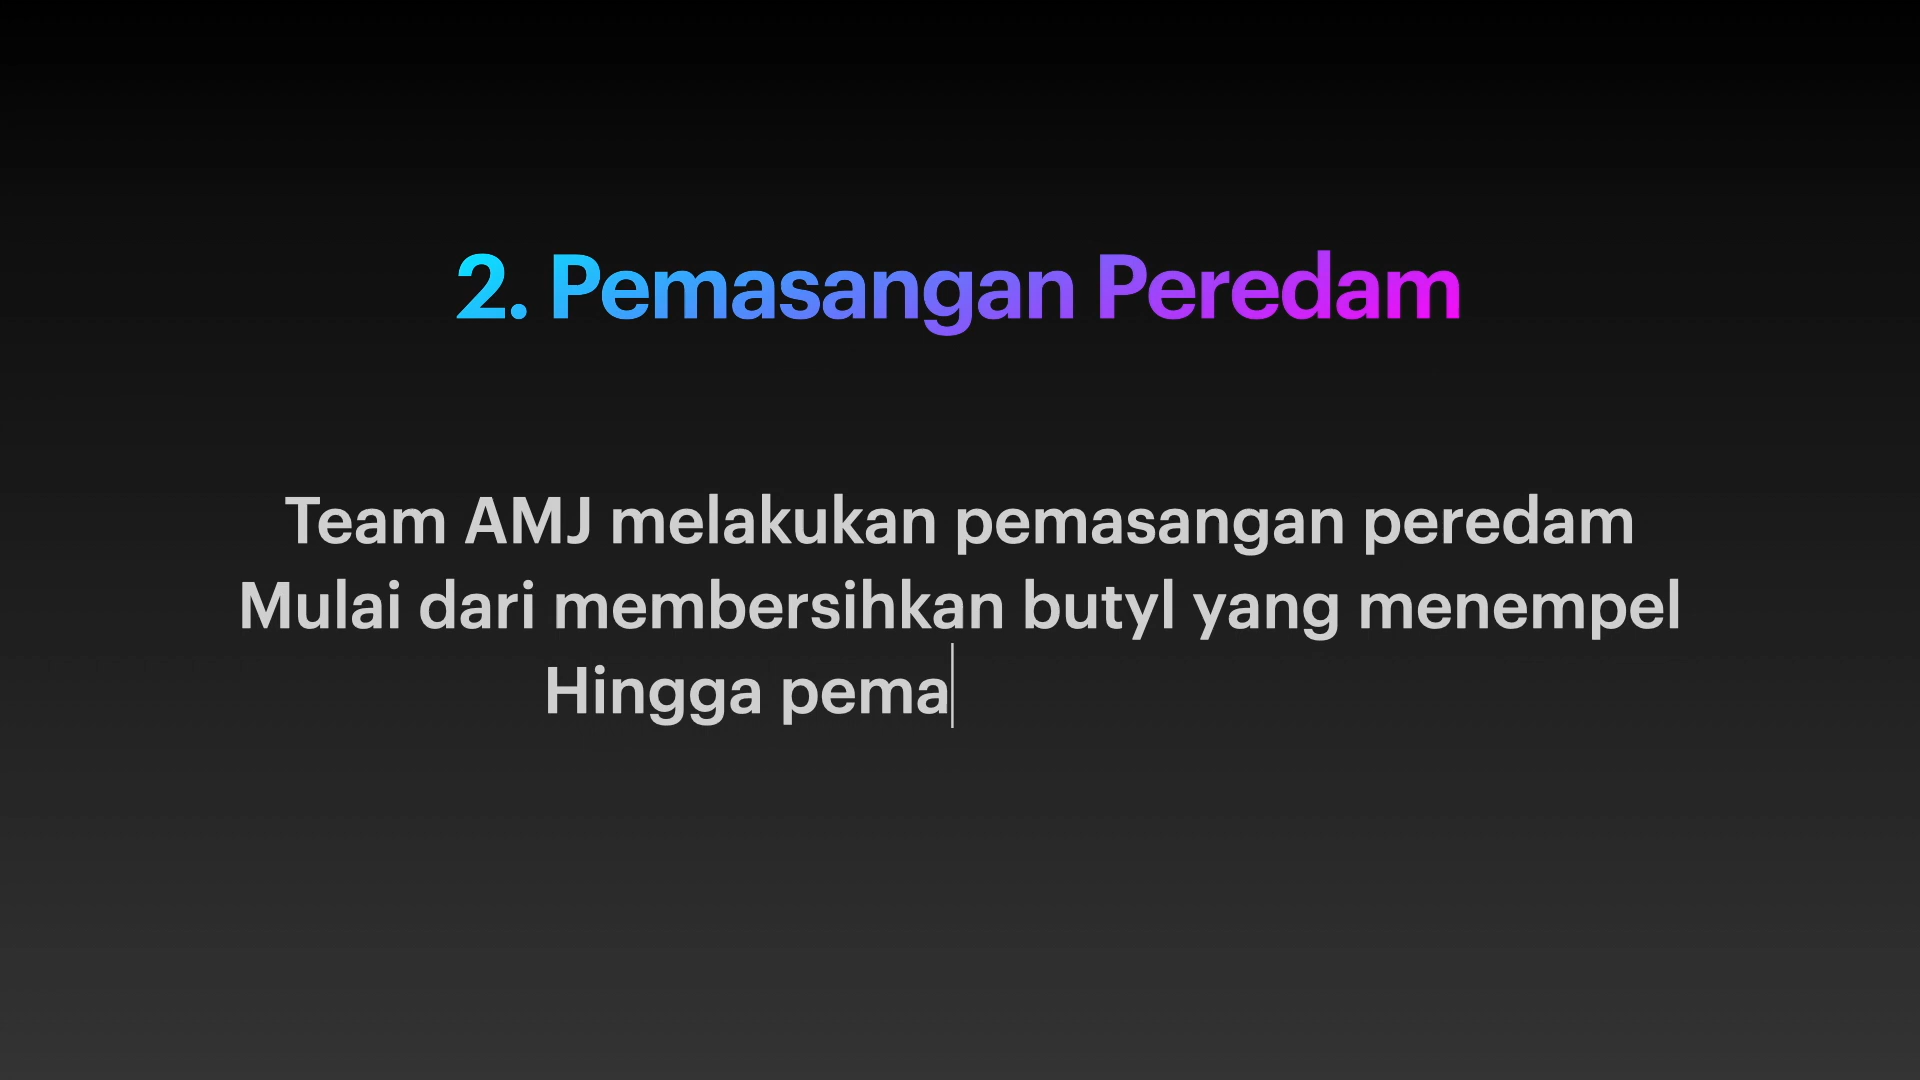 2. Pemasangan Peredam
Team AMJ melakukan pemasangan peredam
Mulai dari membersihkan butyl yang menempel
Hingga pema